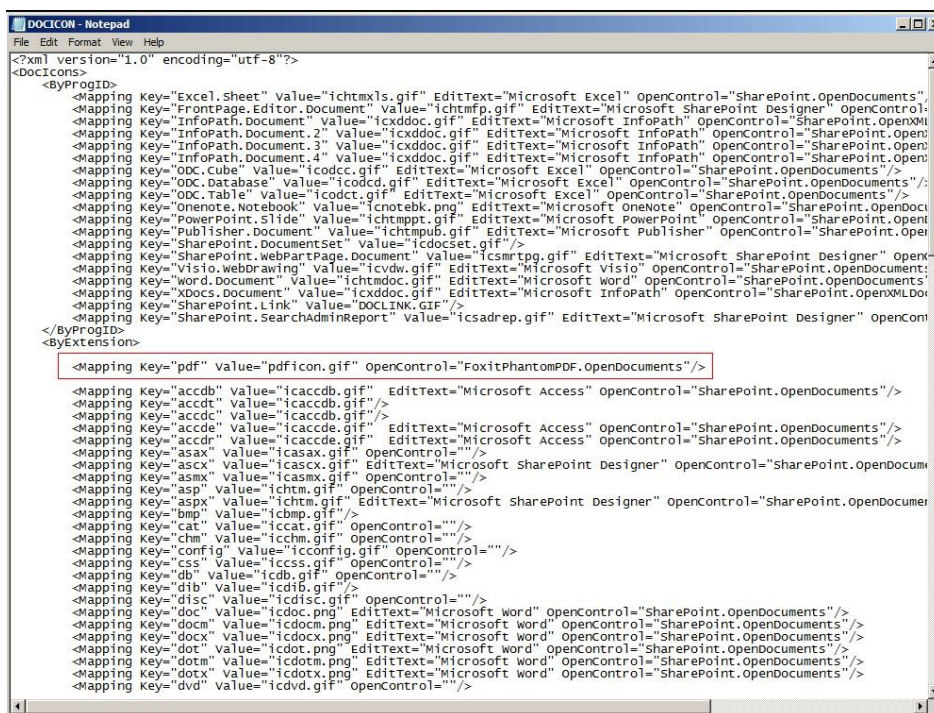 DOCICON - Notepad
File Edit Format View Help
<?xml version="1.0" encoding="utf-8"?>
<DocIcons>
<ByProgID>
<Mapping Key="Excel.Sheet" Value="ichtmxls.gif" EditText="Microsoft Excel" OpenControl="SharePoint.OpenDocuments"/
<Mapping Key="FrontPage.Editor.Document" Value="ichtmfp.gif" EditText="Microsoft SharePoint Designer" OpenControl=
<Mapping Key="InfoPath.Document" Value="icxddoc.gif" EditText="Microsoft InfoPath" OpenControl="SharePoint.OpenXML
<Mapping Key="InfoPath.Document.2" Value="icxddoc.gif" EditText="Microsoft InfoPath" OpenControl="SharePoint.Open
<Mapping Key="InfoPath.Document.3" Value="icxddoc.gif" EditText="Microsoft InfoPath" OpenControl="SharePoint.Open
<Mapping Key="InfoPath.Document.4" Value="icxddoc.gif" EditText="Microsoft InfoPath" OpenControl="SharePoint.Open
<Mapping Key="ODC.Cube" Value="icodcc.gif" EditText="Microsoft Excel" OpenControl="SharePoint.OpenDocuments"/>
<Mapping Key="ODC.Database" Value="icodcd.gif" EditText="Microsoft Excel" OpenControl="SharePoint.OpenDocuments"/>
<Mapping Key="ODC.Table" Value="icodct.gif" EditText="Microsoft Excel" OpenControl="SharePoint.OpenDocuments"/>
<Mapping Key="Onenote.Notebook" Value="icnotebk.png" EditText="Microsoft OneNote" OpenControl="SharePoint.OpenDocu
<Mapping Key="PowerPoint.Slide" Value="ichtmppt.gif" EditText="Microsoft PowerPoint" OpenControl="SharePoint.Open
<Mapping Key="Publisher.Document" Value="ichtmpub.gif" EditText="Microsoft Publisher" OpenControl="SharePoint.Oper
<Mapping Key="SharePoint.DocumentSet" Value="icdocset.gif"/>
<Mapping Key="SharePoint.WebPartPage.Document" Value="icsmrtpg.gif" EditText="Microsoft SharePoint Designer" Open
<Mapping Key="Visio.WebDrawing" Value="icvdw.gif" EditText="Microsoft Visio" OpenControl="SharePoint.OpenDocuments
<Mapping Key="Word.Document" Value="ichtmdoc.gif" EditText="Microsoft Word" OpenControl="SharePoint.OpenDocuments"
<Mapping Key="XDocs.Document" Value="icxddoc.gif" EditText="Microsoft InfoPath" OpenControl="SharePoint.OpenXMLDoc
<Mapping Key="SharePoint.Link" Value="DOCLINK.GIF"/>
<Mapping Key="SharePoint.SearchAdminReport" Value="icsadrep.gif" EditText="Microsoft SharePoint Designer" OpenCont
</ByProgID>
<ByExtension>
<Mapping Key="pdf" Value="pdficon.gif" OpenControl="FoxitPhantomPDF.OpenDocuments"/>
<Mapping Key="accdb" Value="icaccdb.gif" EditText="Microsoft Access" OpenControl="SharePoint.OpenDocuments"/>
<Mapping Key="accdt" Value="icaccdb.gif"/>
<Mapping Key="accdc" Value="icaccdb.gif"/>
<Mapping Key="accde" Value="icaccde.gif" EditText="Microsoft Access" OpenControl="SharePoint.OpenDocuments"/>
<Mapping Key="accdr" Value="icaccde.gif" EditText="Microsoft Access" OpenControl="SharePoint.OpenDocuments"/>
<Mapping Key="asax" Value="icasax.gif" OpenControl=""/>
<Mapping Key="ascx" Value="icascx.gif" EditText="Microsoft SharePoint Designer" OpenControl="SharePoint.OpenDocume
<Mapping Key="asmx" Value="icasmx.gif" OpenControl=""/>
<Mapping Key="asp" Value="ichtm.gif" OpenControl=""/>
<Mapping Key="aspx" Value="ichtm.gif" EditText="Microsoft SharePoint Designer" OpenControl="SharePoint.OpenDocumer
<Mapping Key="bmp" Value="icbmp.gif"/>
<Mapping Key="cat" Value="iccat.gif" OpenControl=""/>
<Mapping Key="chm" Value="icchm.gif" OpenControl=""/>
<Mapping Key="config" Value="icconfig.gif" OpenControl=""/>
<Mapping Key="css" Value="iccss.gif" OpenControl=""/>
<Mapping Key="db" Value="icdb.gif" OpenControl=""/>
<Mapping Key="dib" Value="icdib.gif"/>
<Mapping Key="disc" Value="icdisc.gif" OpenControl=""/>
<Mapping Key="doc" Value="icdoc.png" EditText="Microsoft Word" OpenControl="SharePoint.OpenDocuments"/>
<Mapping Key="docm" Value="icdocm.png" EditText="Microsoft Word" OpenControl="SharePoint.OpenDocuments"/>
<Mapping Key="docx" Value="icdocx.png" EditText="Microsoft Word" OpenControl="SharePoint.OpenDocuments"/>
<Mapping Key="dot" Value="icdot.png" EditText="Microsoft Word" OpenControl="SharePoint.OpenDocuments"/>
<Mapping Key="dotm" Value="icdotm.png" EditText="Microsoft Word" OpenControl="SharePoint.OpenDocuments"/>
<Mapping Key="dotx" Value="icdotx.png" EditText="Microsoft Word" OpenControl="SharePoint.OpenDocuments"/>
<Mapping Key="dvd" Value="icdvd.gif" OpenControl=""/>